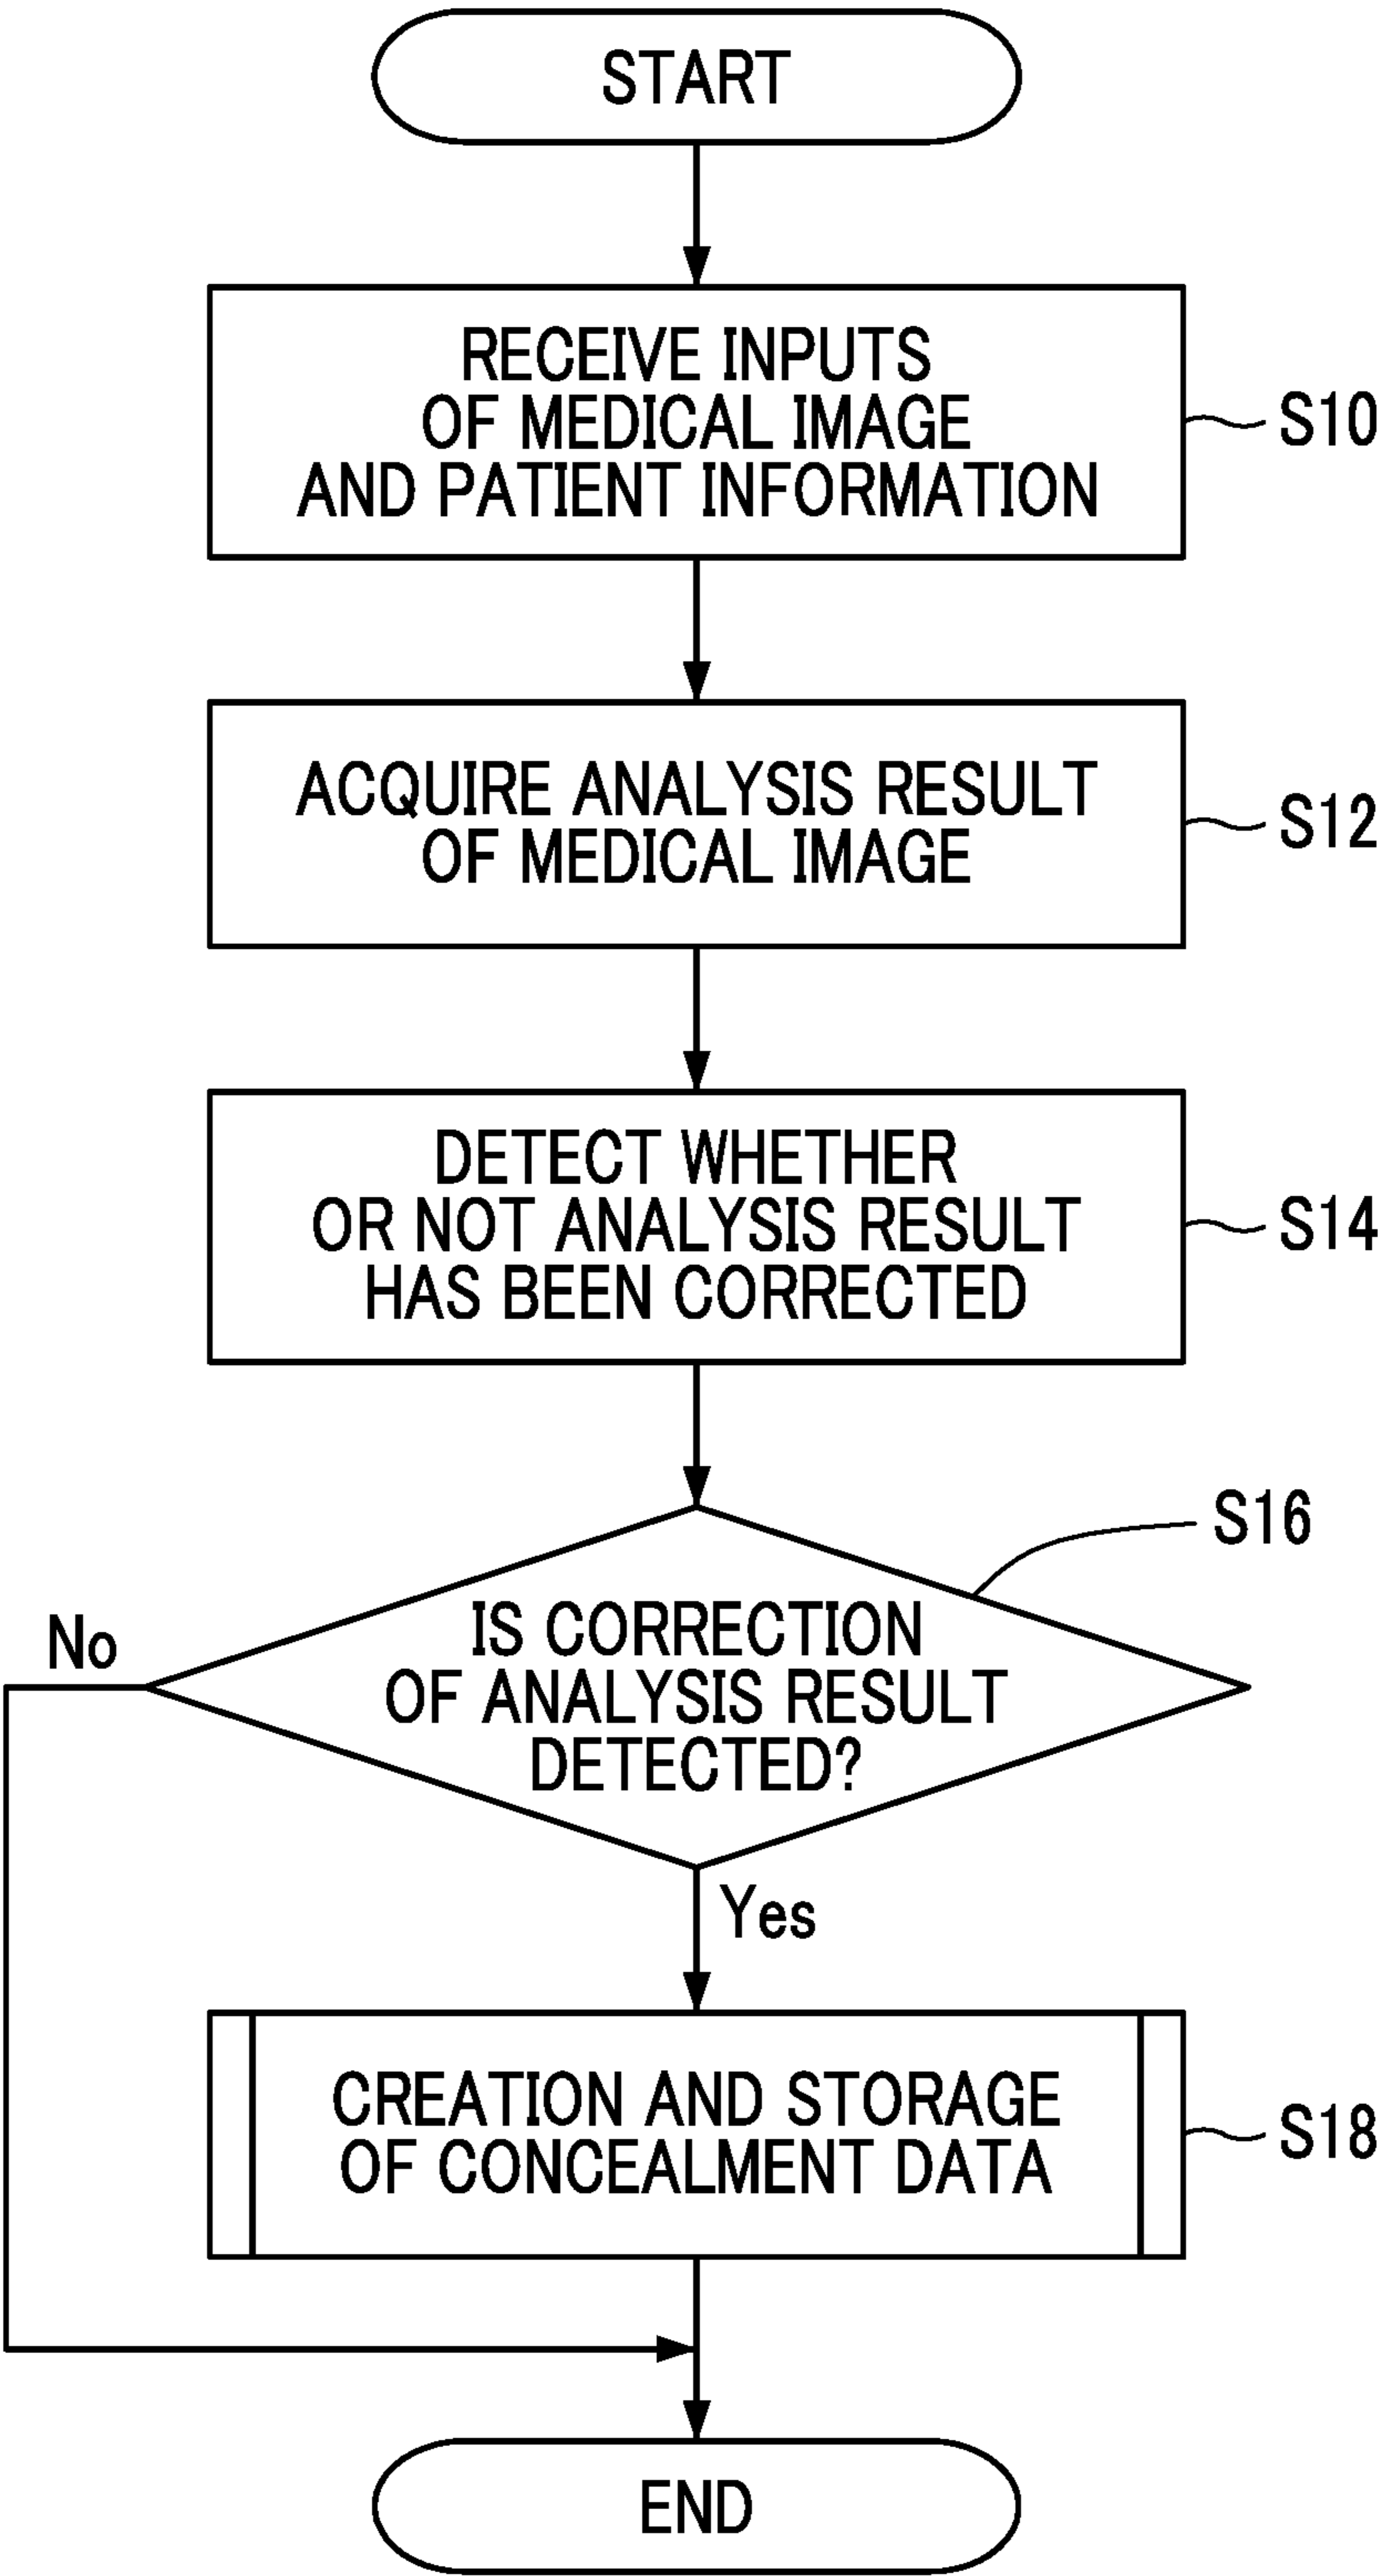 START
RECEIVE INPUTS
OF MEDICAL IMAGE
AND PATIENT INFORMATION
S10
ACQUIRE ANALYSIS RESULT
OF MEDICAL IMAGE
S12
DETECT WHETHER
OR NOT ANALYSIS RESULT
HAS BEEN CORRECTED
S14
S16
IS CORRECTION
OF ANALYSIS RESULT
DETECTED?
No
Yes
CREATION AND STORAGE
OF CONCEALMENT DATA
S18
END